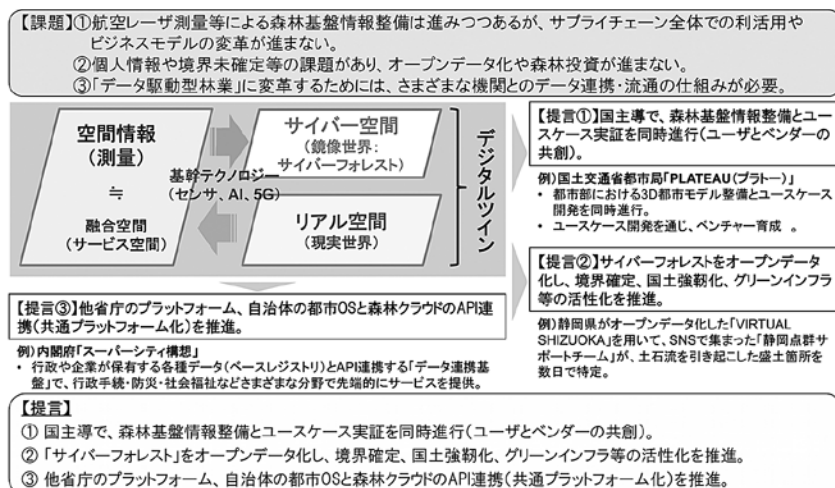 【課題】①航空レーザ測量等による森林基盤情報整備は進みつつあるが、サプライチェーン全体での利活用や
ビジネスモデルの変革が進まない。
②個人情報や境界未確定等の課題があり、オープンデータ化や森林投資が進まない。
③「データ駆動型林業」に変革するためには、さまざまな機関とのデータ連携・流通の仕組みが必要。
空間情報
(測量)
≒
融合空間
(サービス空間)
基幹テクノロジー
(センサ、AI、5G)
サイバー空間
(鏡像世界:
サイバーフォレスト)
リアル空間
(現実世界)
デジタルツイン
【提言①】国主導で、森林基盤情報整備とユー
スケース実証を同時進行(ユーザとベンダーの
共創)。
例)国土交通省都市局「PLATEAU(プラトー)」
• 都市部における3D都市モデル整備とユースケース
開発を同時進行。
• ユースケース開発を通じ、ベンチャー育成 。
【提言②】サイバーフォレストをオープンデータ
化し、境界確定、国土強靭化、グリーンインフラ
等の活性化を推進。
例)静岡県がオープンデータ化した「VIRTUAL
SHIZUOKA」を用いて、SNSで集まった「静岡点群サ
ポートチーム」が、土石流を引き起こした盛土箇所を
数日で特定。
【提言③】他省庁のプラットフォーム、自治体の都市OSと森林クラウドのAPI連
携(共通プラットフォーム化)を推進。
例)内閣府「スーパーシティ構想」
• 行政や企業が保有する各種データ(ベースレジストリ)とAPI連携する「データ連携基
盤」で、行政手続・防災・社会福祉などさまざまな分野で先端的にサービスを提供。
【提言】
① 国主導で、森林基盤情報整備とユースケース実証を同時進行(ユーザとベンダーの共創)。
② 「サイバーフォレスト」をオープンデータ化し、境界確定、国土強靭化、グリーンインフラ等の活性化を推進。
③ 他省庁のプラットフォーム、自治体の都市OSと森林クラウドのAPI連携(共通プラットフォーム化)を推進。